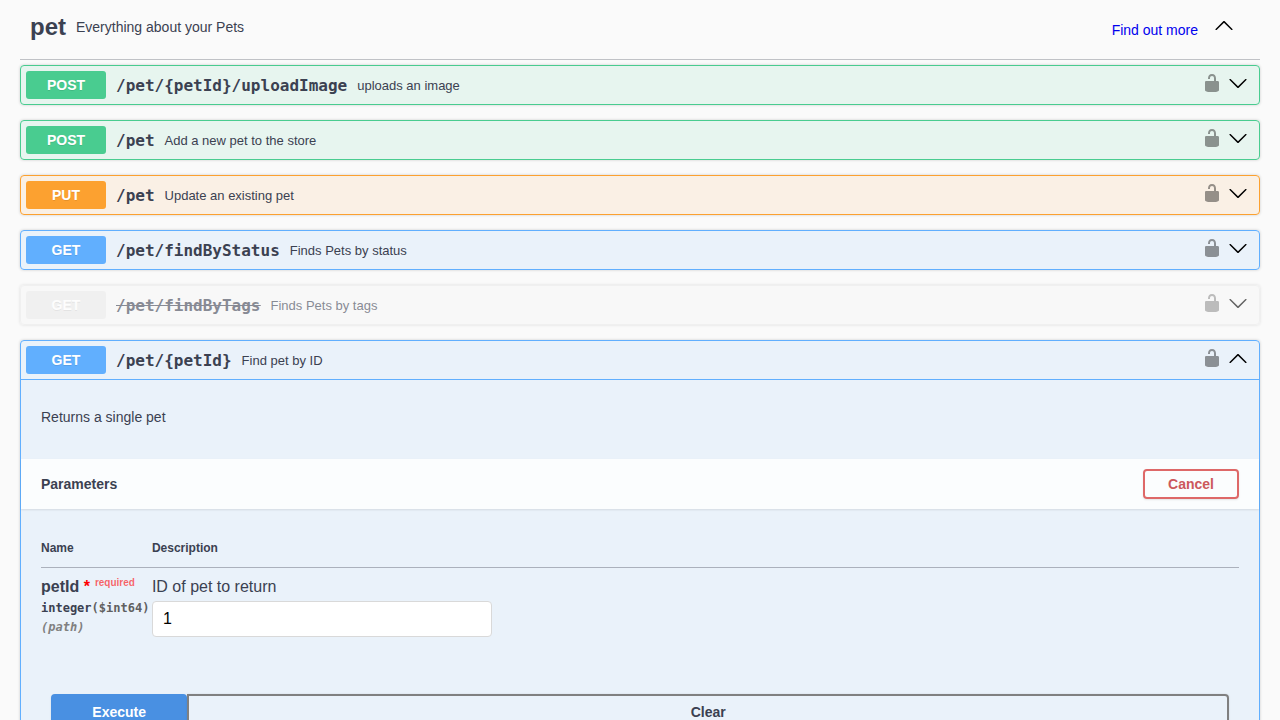 pet Everything about your Pets Find out more
POST /pet/{petId}/uploadImage uploads an image
POST /pet Add a new pet to the store
PUT /pet Update an existing pet
GET /pet/findByStatus Finds Pets by status
GET /pet/findByTags Finds Pets by tags
GET /pet/{petId} Find pet by ID
Returns a single pet
Parameters Cancel
Name Description
petId * required ID of pet to return
integer($int64) 1
(path)
Execute Clear